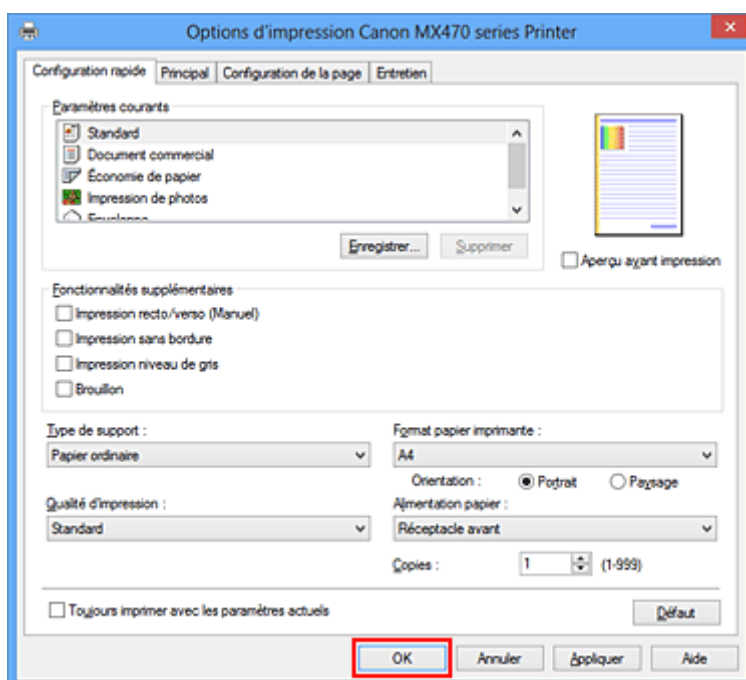 Options d'impression Canon MX470 series Printer
Configuration rapide Principal Configuration de la page Entretien
Paramètres courants
Standard
Document commercial
Économie de papier
Impression de photos
Enveloppe
Enregistrer... Supprimer
Aperçu avant impression
Fonctionnalités supplémentaires
Impression recto/verso (Manuel)
Impression sans bordure
Impression niveau de gris
Brouillon
Type de support : Format papier imprimante :
Papier ordinaire A4
Orientation : Portrait Paysage
Qualité d'impression : Alimentation papier :
Standard Réceptacle avant
Copies : 1 (1-999)
Toujours imprimer avec les paramètres actuels Défaut
OK Annuler Appliquer Aide